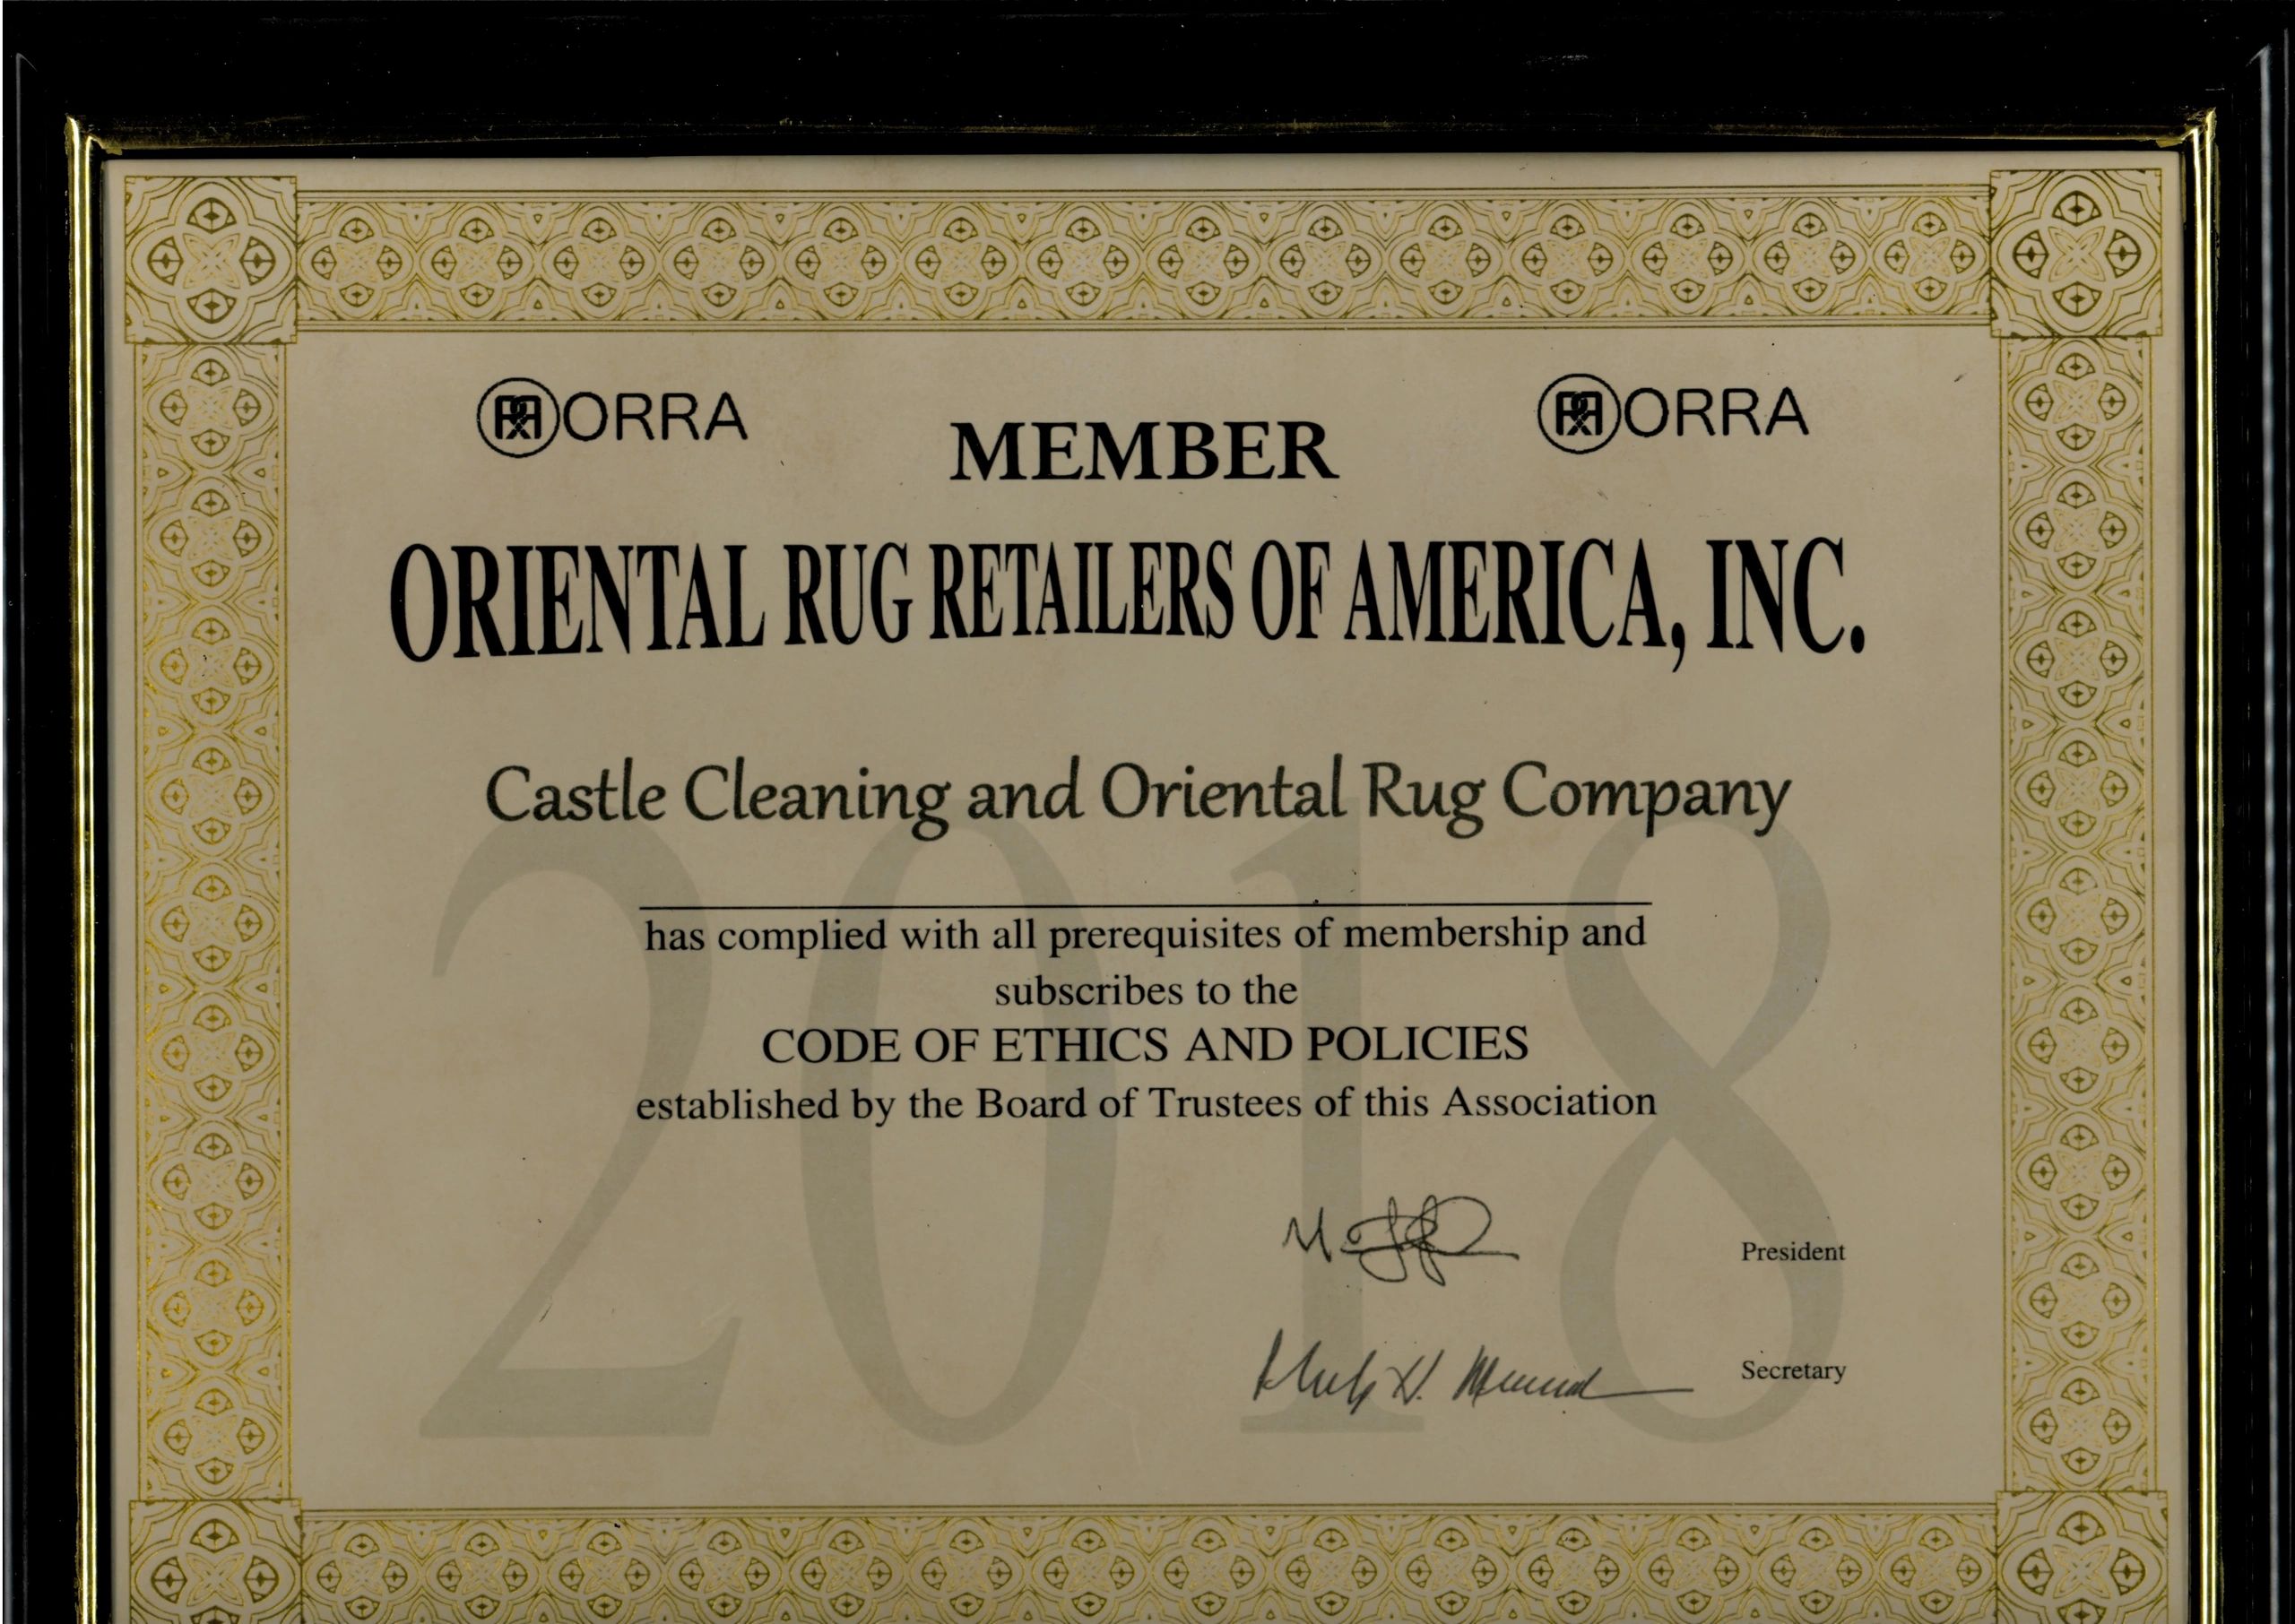 ORRA
ORRA
MEMBER
ORIENTAL RUG RETAILERS OF AMERICA, INC.
Castle Cleaning and Oriental Rug Company
2018
has complied with all prerequisites of membership and
subscribes to the
CODE OF ETHICS AND POLICIES
established by the Board of Trustees of this Association
President
Secretary